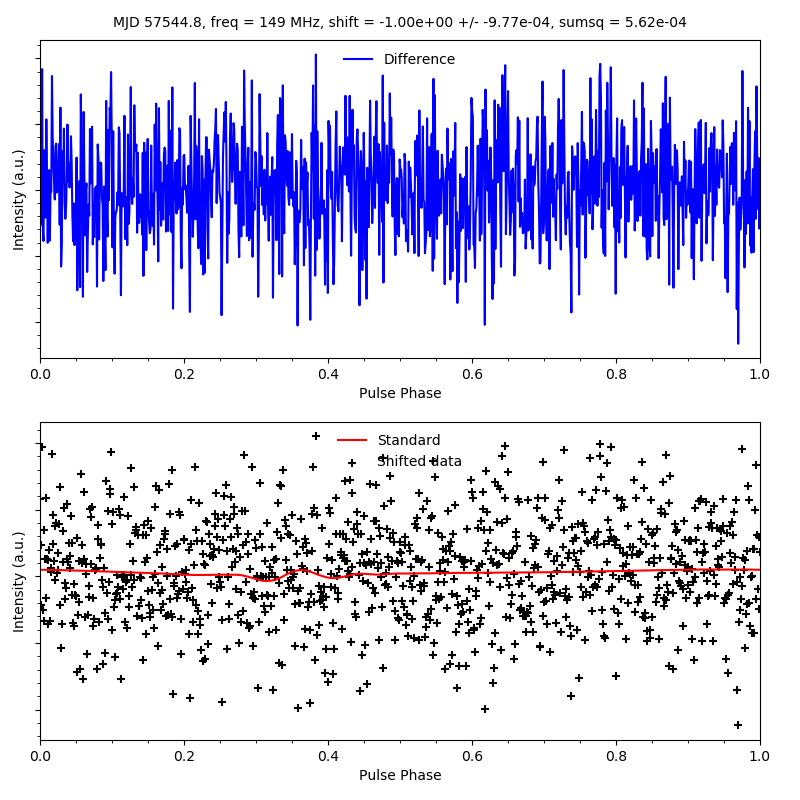 MJD 57544.8, freq = 149 MHz, shift = -1.00e+00 +/- -9.77e-04, sumsq = 5.62e-04
Difference
Intensity (a.u.)
0.0 0.2 0.4 0.6 0.8 1.0
Pulse Phase
Standard
Shifted data
Intensity (a.u.)
0.0 0.2 0.4 0.6 0.8 1.0
Pulse Phase